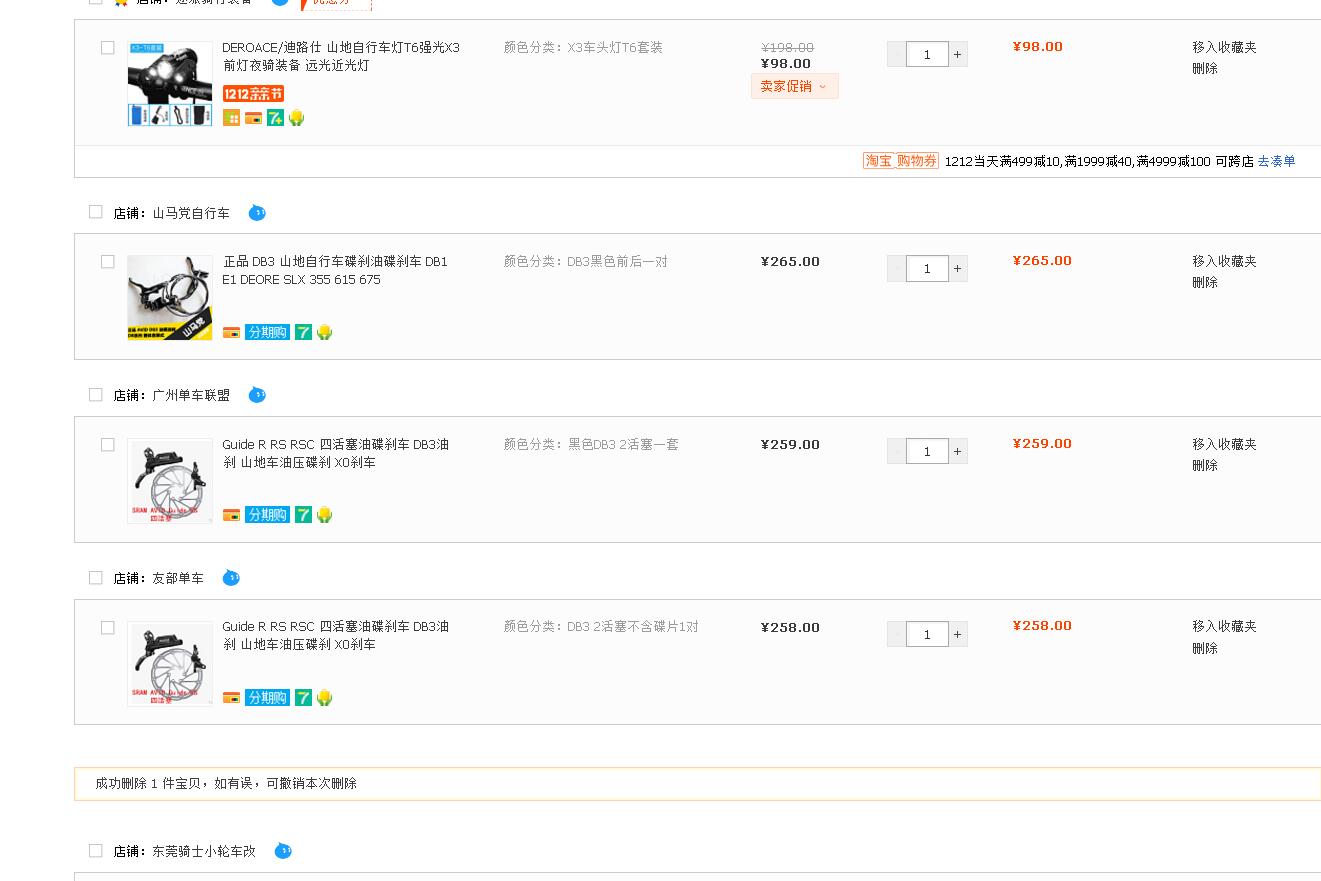 DEROACE/迪路仕 山地自行车灯T6强光X3
前灯夜骑装备 远光近光灯
颜色分类：X3车头灯T6套装
¥198.00
¥98.00
卖家促销
1
+
¥98.00
移入收藏夹
删除
X3-T6套装
1212亲亲节
7+
淘宝 购物券 1212当天满499减10,满1999减40,满4999减100 可跨店 去凑单
店铺：山马党自行车
正品 DB3 山地自行车碟刹油碟刹车 DB1
E1 DEORE SLX 355 615 675
颜色分类：DB3黑色前后一对
¥265.00
1
+
¥265.00
移入收藏夹
删除
山马党
分期购 7
店铺：广州单车联盟
Guide R RS RSC 四活塞油碟刹车 DB3油
刹 山地车油压碟刹 X0刹车
颜色分类：黑色DB3 2活塞一套
¥259.00
1
+
¥259.00
移入收藏夹
删除
SRAM AVID Guide RS
四活塞
分期购 7
店铺：友部单车
Guide R RS RSC 四活塞油碟刹车 DB3油
刹 山地车油压碟刹 X0刹车
颜色分类：DB3 2活塞不含碟片1对
¥258.00
1
+
¥258.00
移入收藏夹
删除
SRAM AVID Guide RS
四活塞
分期购 7
成功删除 1 件宝贝，如有误，可撤销本次删除
店铺：东莞骑士小轮车改